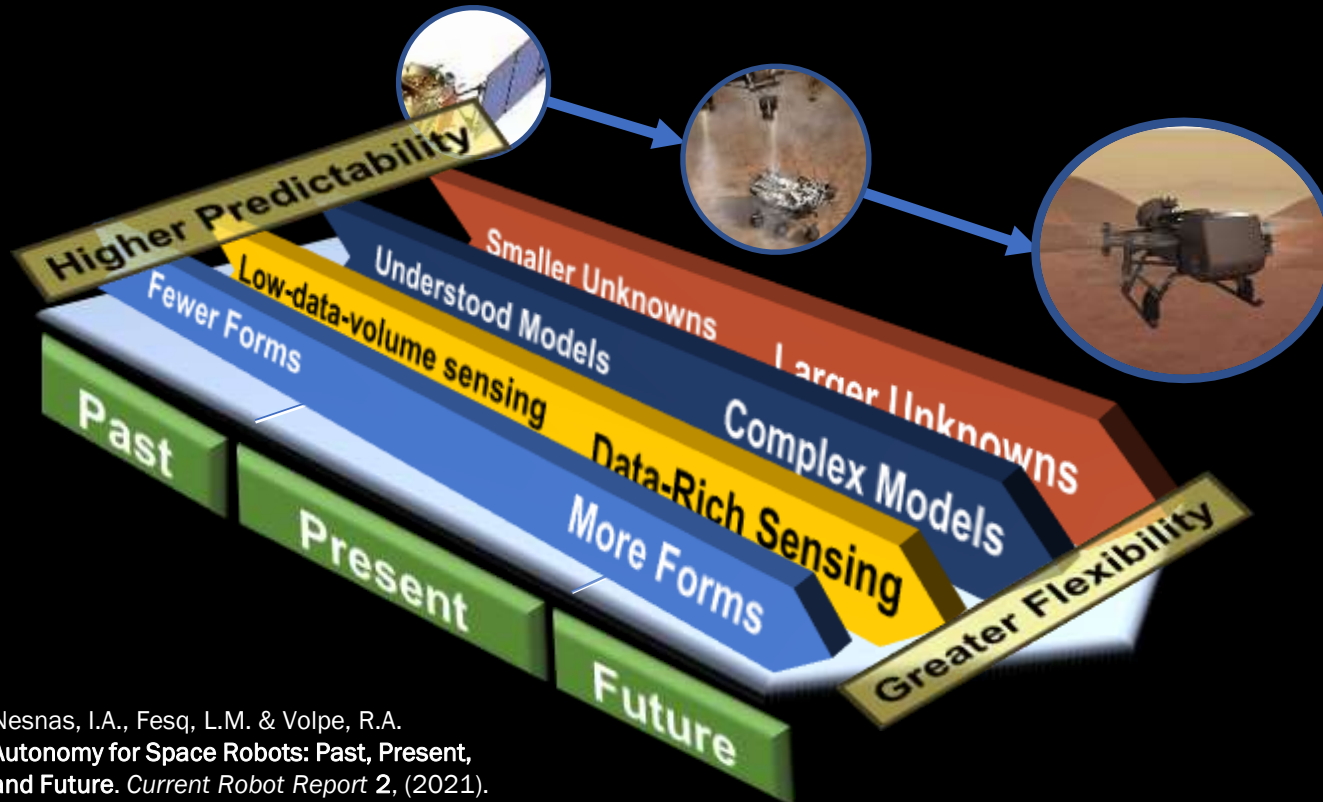 Higher Predictability
Smaller Unknowns
Larger Unknowns
Understood Models
Complex Models
Low-data-volume sensing
Data-Rich Sensing
Fewer Forms
More Forms
Greater Flexibility
Past
Present
Future
Nesnas, I.A., Fesq, L.M. & Volpe, R.A.
Autonomy for Space Robots: Past, Present,
and Future. Current Robot Report 2, (2021).